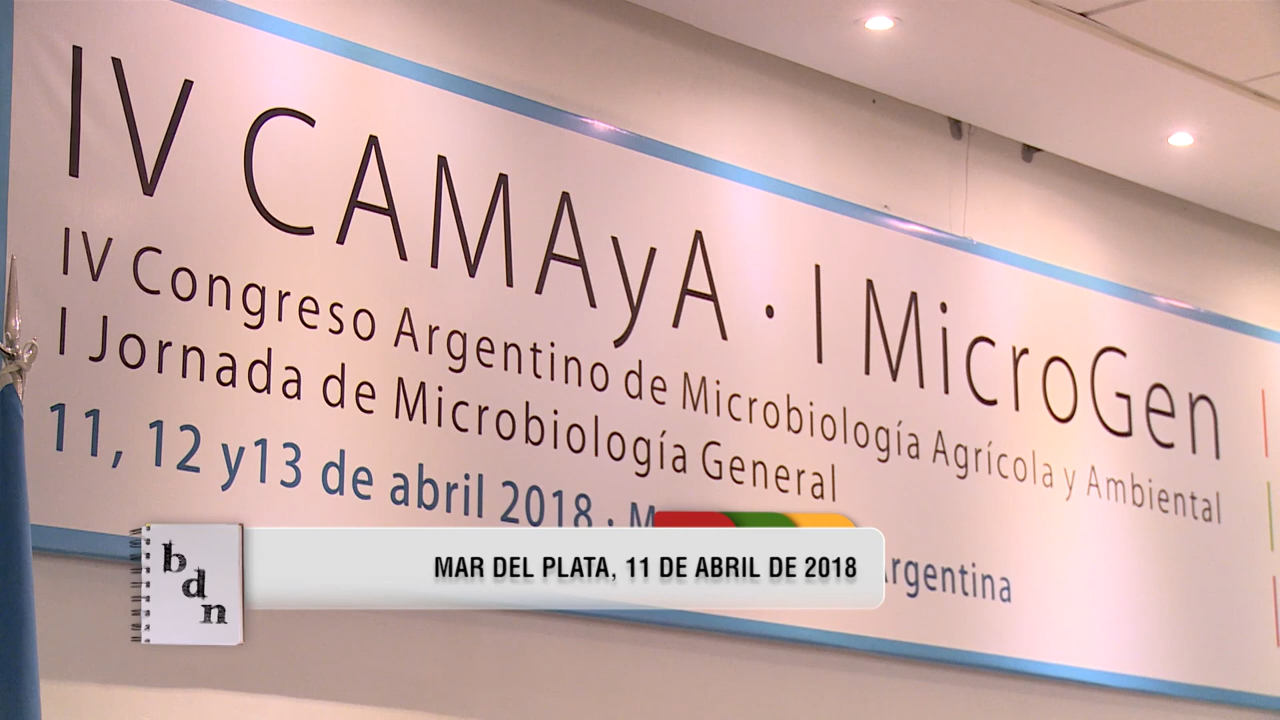 IV CAMAyA · I MicroGen
IV Congreso Argentino de Microbiología Agrícola y Ambiental
I Jornada de Microbiología General
11, 12 y13 de abril 2018 · M
rgentina
bdn
MAR DEL PLATA, 11 DE ABRIL DE 2018